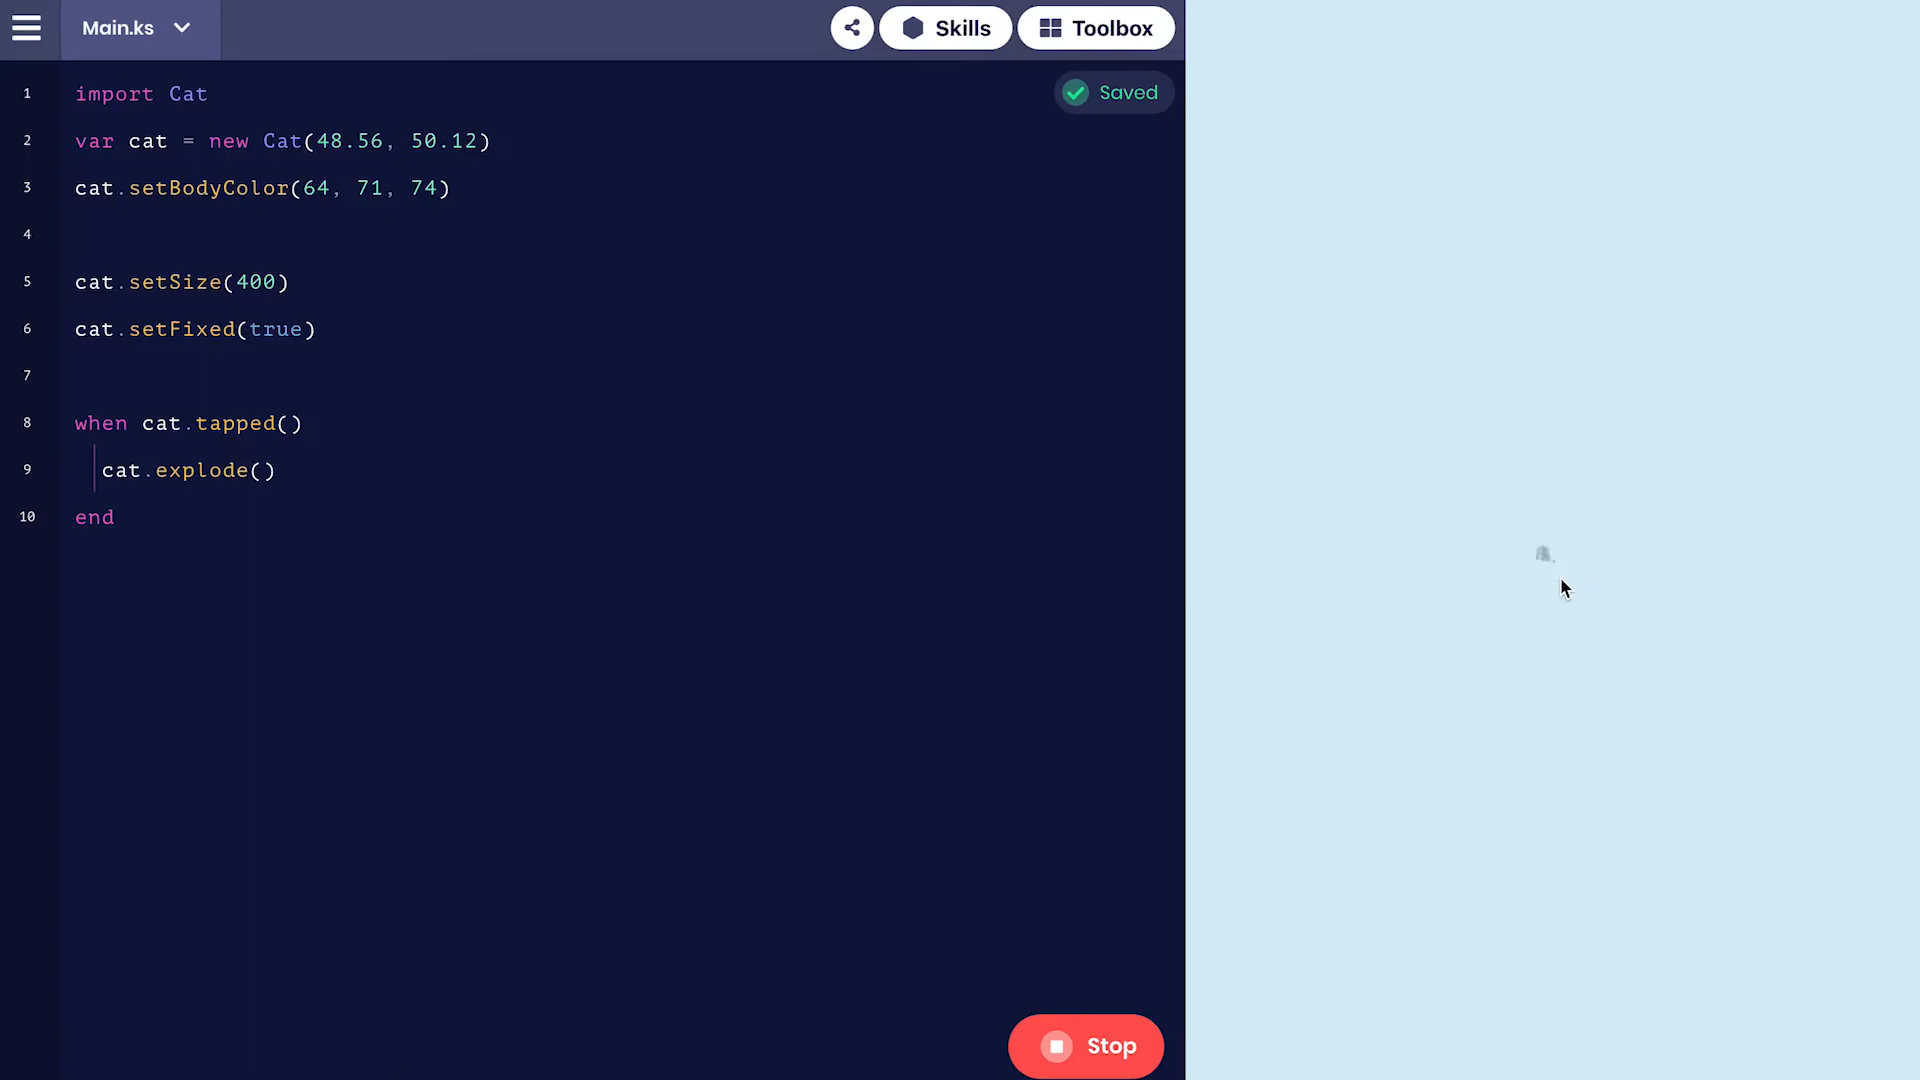 Main.ks
Skills
Toolbox
Saved
1 import Cat
2 var cat = new Cat(48.56, 50.12)
3 cat.setBodyColor(64, 71, 74)
4
5 cat.setSize(400)
6 cat.setFixed(true)
7
8 when cat.tapped()
9 cat.explode()
10 end
Stop